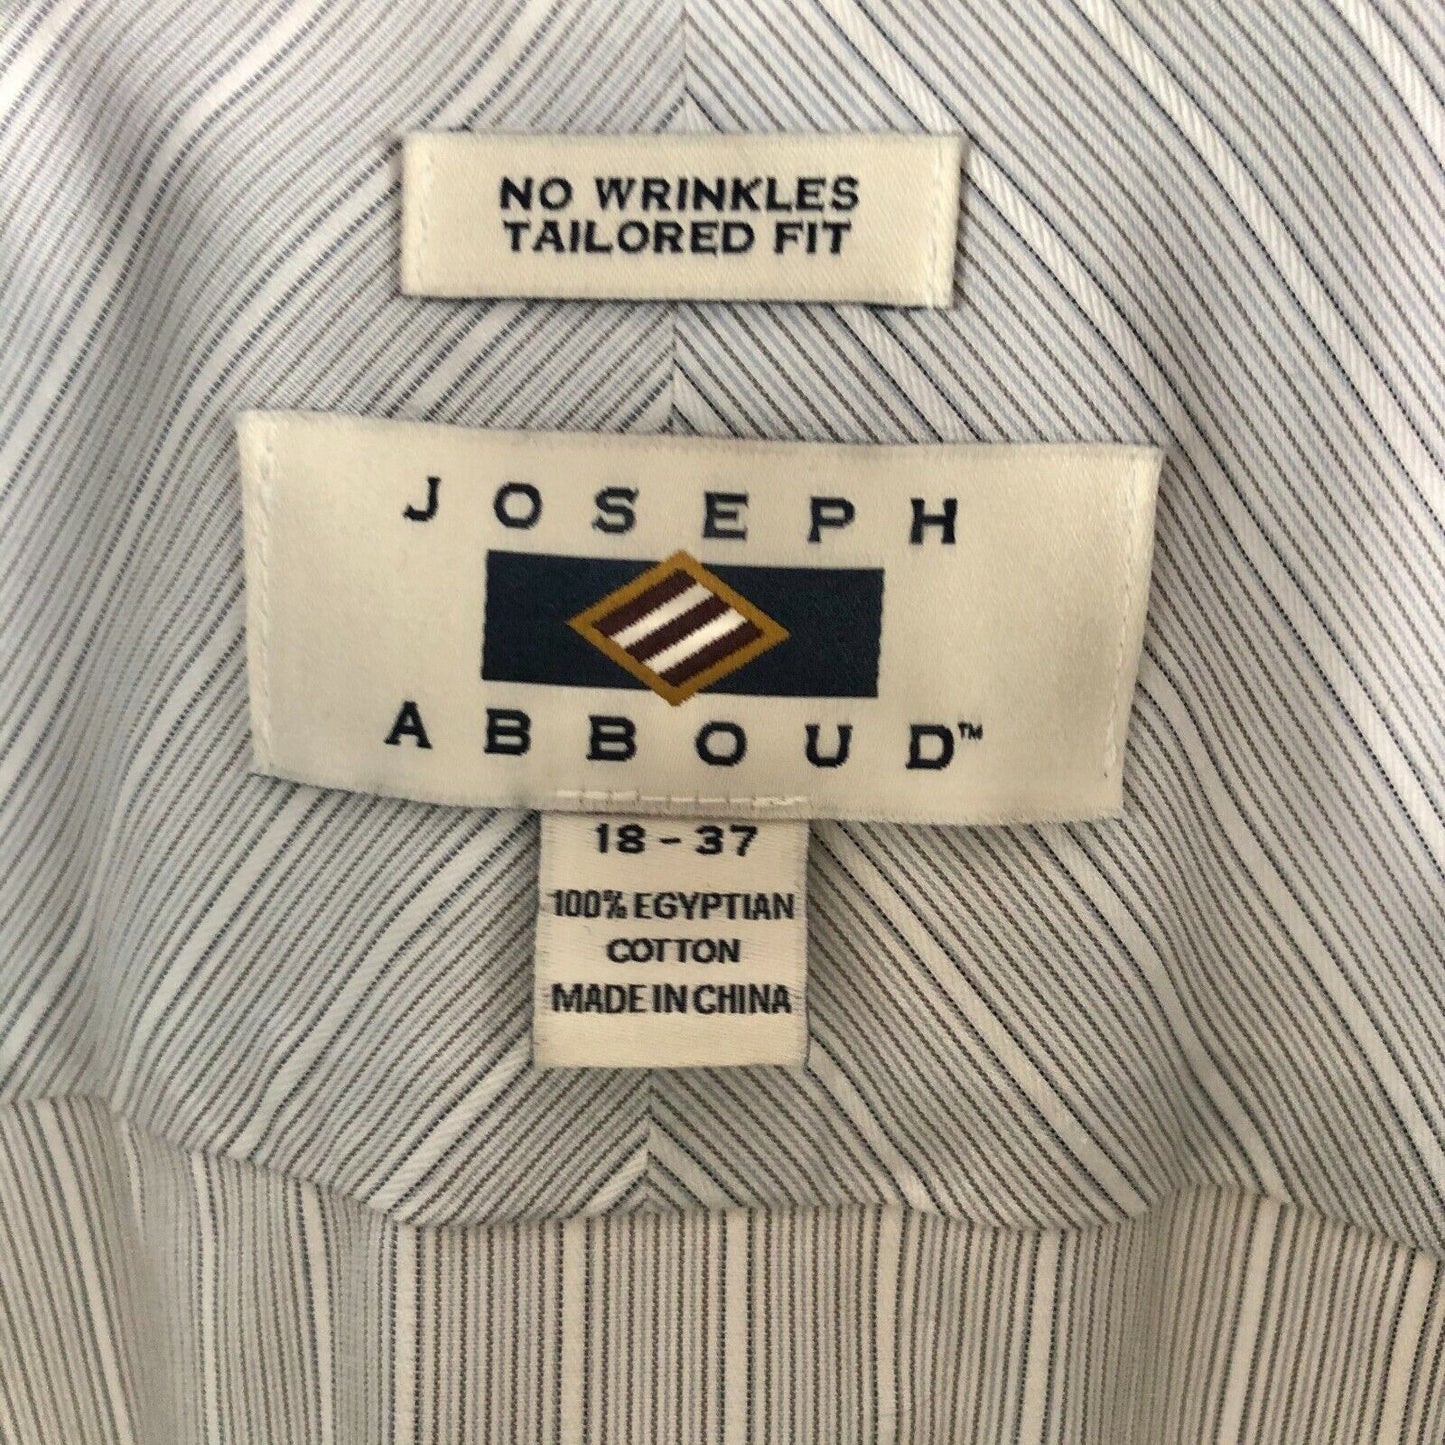 NO WRINKLES
TAILORED FIT
JOSEPH
ABBOUD™
18 - 37
100% EGYPTIAN
COTTON
MADE IN CHINA